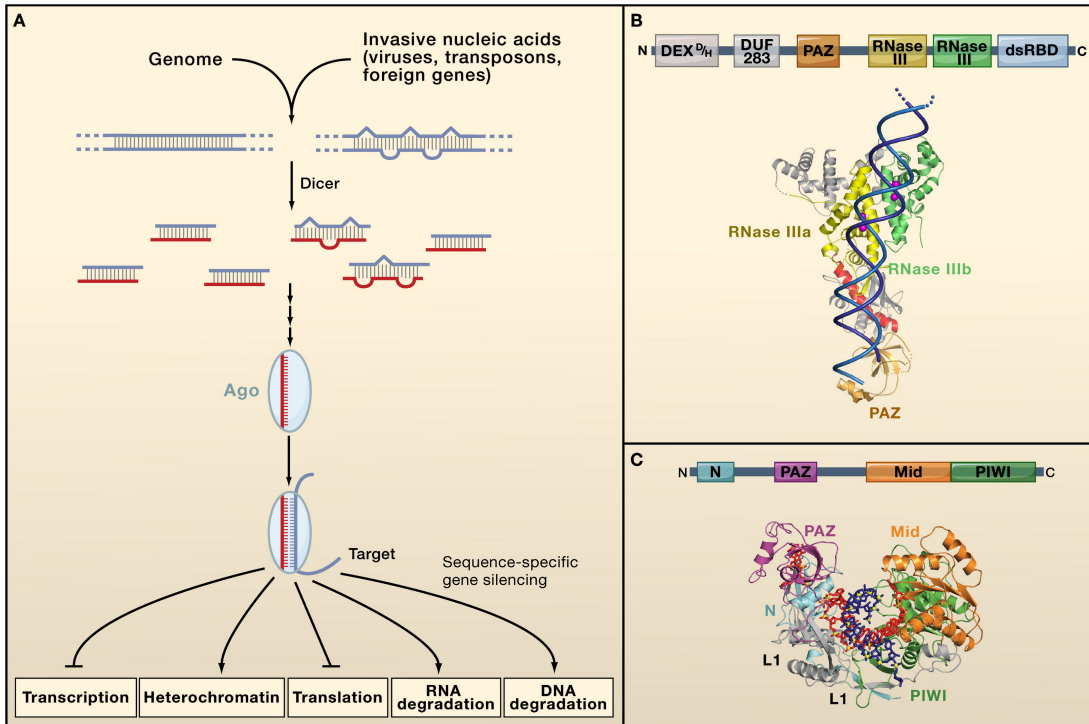 A
Genome
Invasive nucleic acids
(viruses, transposons,
foreign genes)
Dicer
Ago
Target
Sequence-specific
gene silencing
Transcription
Heterochromatin
Translation
RNA
degradation
DNA
degradation
B
N
DEX D/H
DUF
283
PAZ
RNase
III
RNase
III
dsRBD
C
RNase IIIa
RNase IIIb
PAZ
C
N
N
PAZ
Mid
PIWI
C
PAZ
Mid
N
L1
L1
PIWI